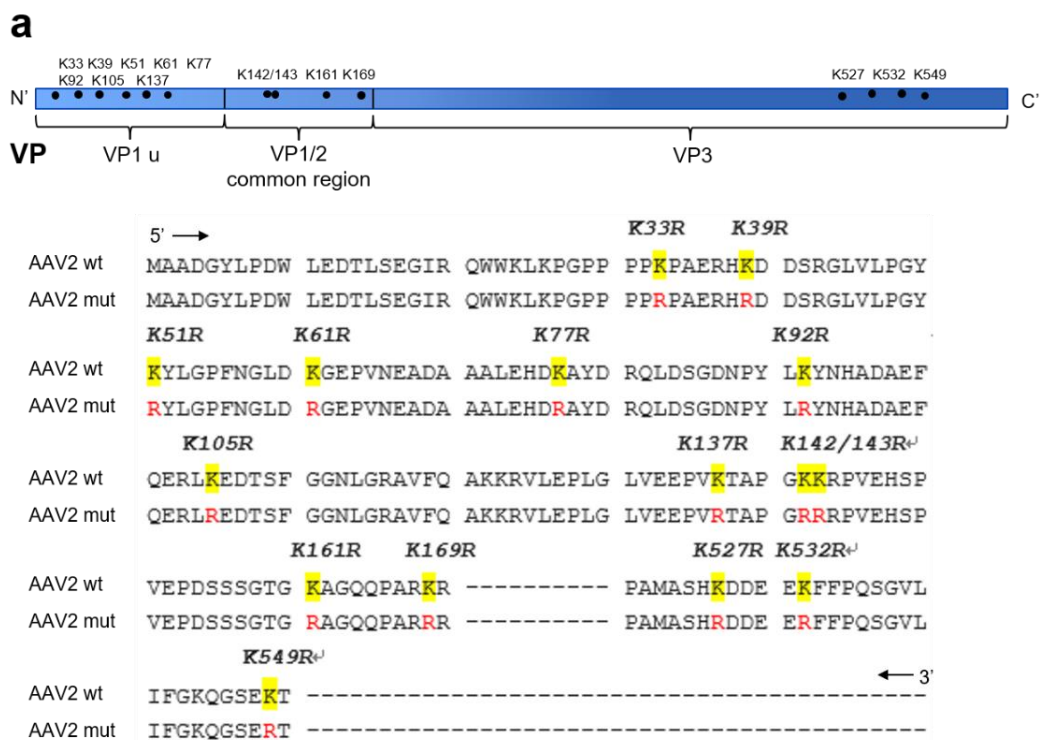 a
K33 K39 K51 K61 K77
K92 K105 K137 K142/143 K161 K169 K527 K532 K549
N' C'
VP VP1 u VP1/2 VP3
common region
5' →
K33R K39R
AAV2 wt MAADGYLPDW LEDTLSEGIR QWWKLKPGPP PPKPAERHKD DSRGLVLPGY
AAV2 mut MAADGYLPDW LEDTLSEGIR QWWKLKPGPP PPRPAERHRD DSRGLVLPGY
K51R K61R K77R K92R
AAV2 wt KYLGPFNGLD KGEPVNEADA AALEHDKAYD RQLDSGDNPY LKYNHADAEF
AAV2 mut RYLGPFNGLD RGEPVNEADA AALEHDRAYD RQLDSGDNPY LRYNHADAEF
K105R K137R K142/143R↵
AAV2 wt QERLKEDTSF GGNLGRAVFQ AKKRVLEPLG LVEEPVKTAP GKKRPVEHSP
AAV2 mut QERLREDTSF GGNLGRAVFQ AKKRVLEPLG LVEEPVRTAP GRRRPVEHSP
K161R K169R K527R K532R↵
AAV2 wt VEPDSSSGTG KAGQQPARKR ---------- PAMASHKDDE EKFFPQSGVL
AAV2 mut VEPDSSSGTG RAGQQPARRR ---------- PAMASHRDDE ERFFPQSGVL
K549R↵
← 3'
AAV2 wt IFGKQGSEKT ----------------------------------------
AAV2 mut IFGKQGSERT ----------------------------------------